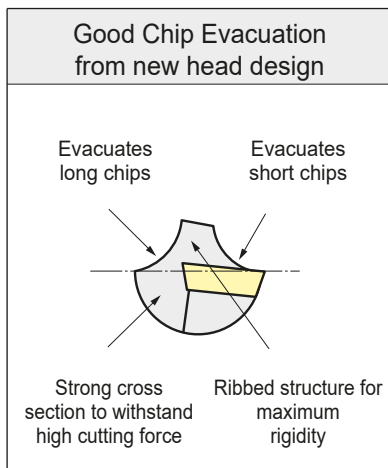 Good Chip Evacuation
from new head design
Evacuates
long chips
Evacuates
short chips
Strong cross
section to withstand
high cutting force
Ribbed structure for
maximum
rigidity